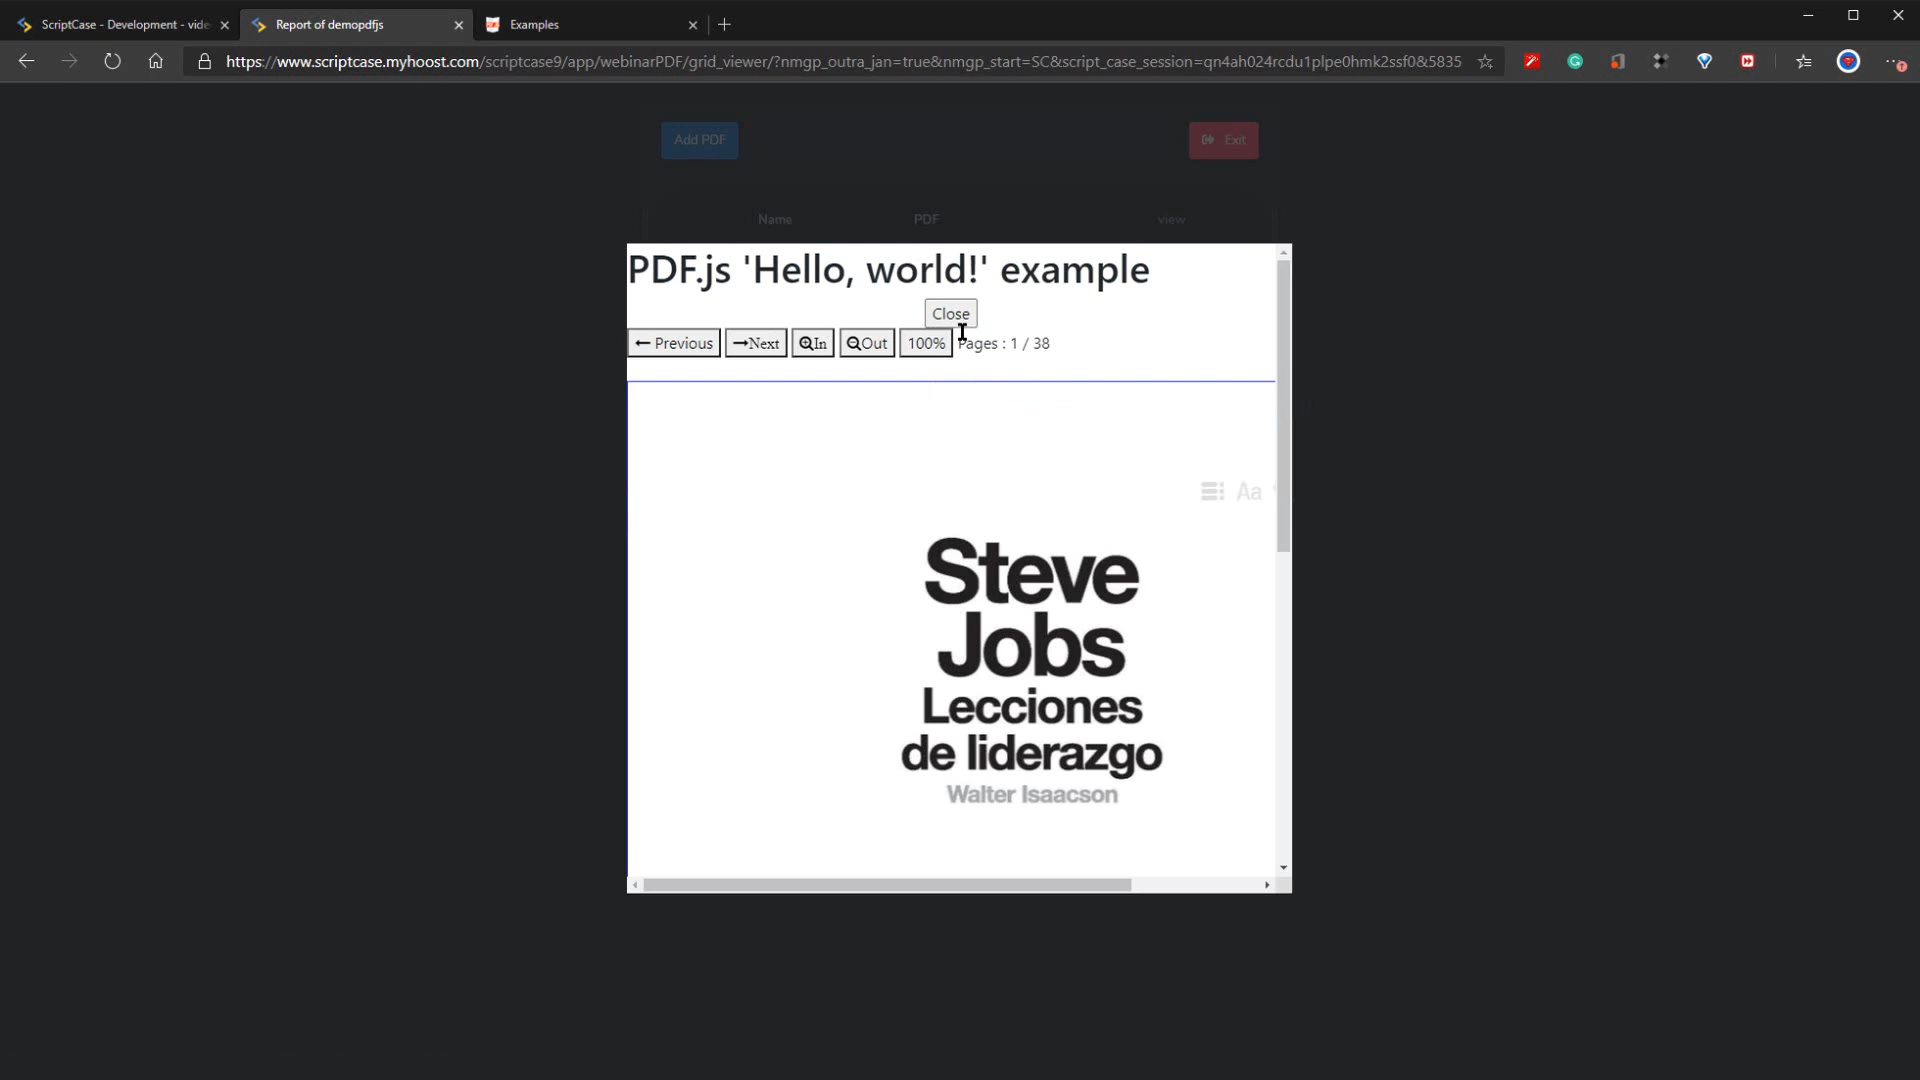 ScriptCase - Development - vide
Report of demopdfjs
Examples
https://www.scriptcase.myhoost.com/scriptcase9/app/webinarPDF/grid_viewer/?nmgp_outra_jan=true&nmgp_start=SC&script_case_session=qn4ah024rcdu1plpe0hmk2ssf0&5835
Add PDF
Exit
Name PDF view
PDF.js 'Hello, world!' example
Close
Previous Next In Out 100% Pages : 1 / 38
Aa
Steve
Jobs
Lecciones
de liderazgo
Walter Isaacson